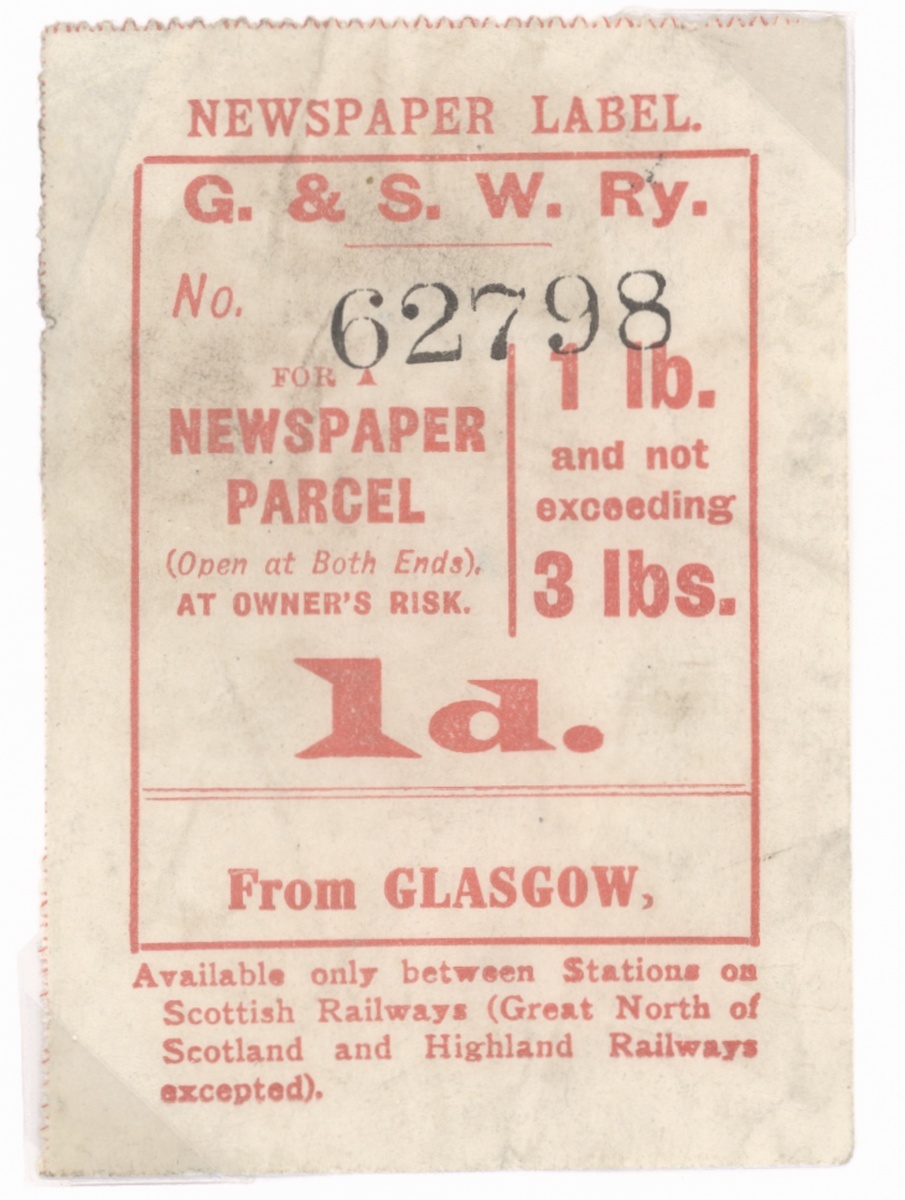 NEWSPAPER LABEL.
G. & S. W. Ry.
No. 62798
FOR A
NEWSPAPER
PARCEL
(Open at Both Ends).
AT OWNER'S RISK.
1 lb.
and not
exceeding
3 lbs.
1d.
From GLASGOW,
Available only between Stations on
Scottish Railways (Great North of
Scotland and Highland Railways
excepted).